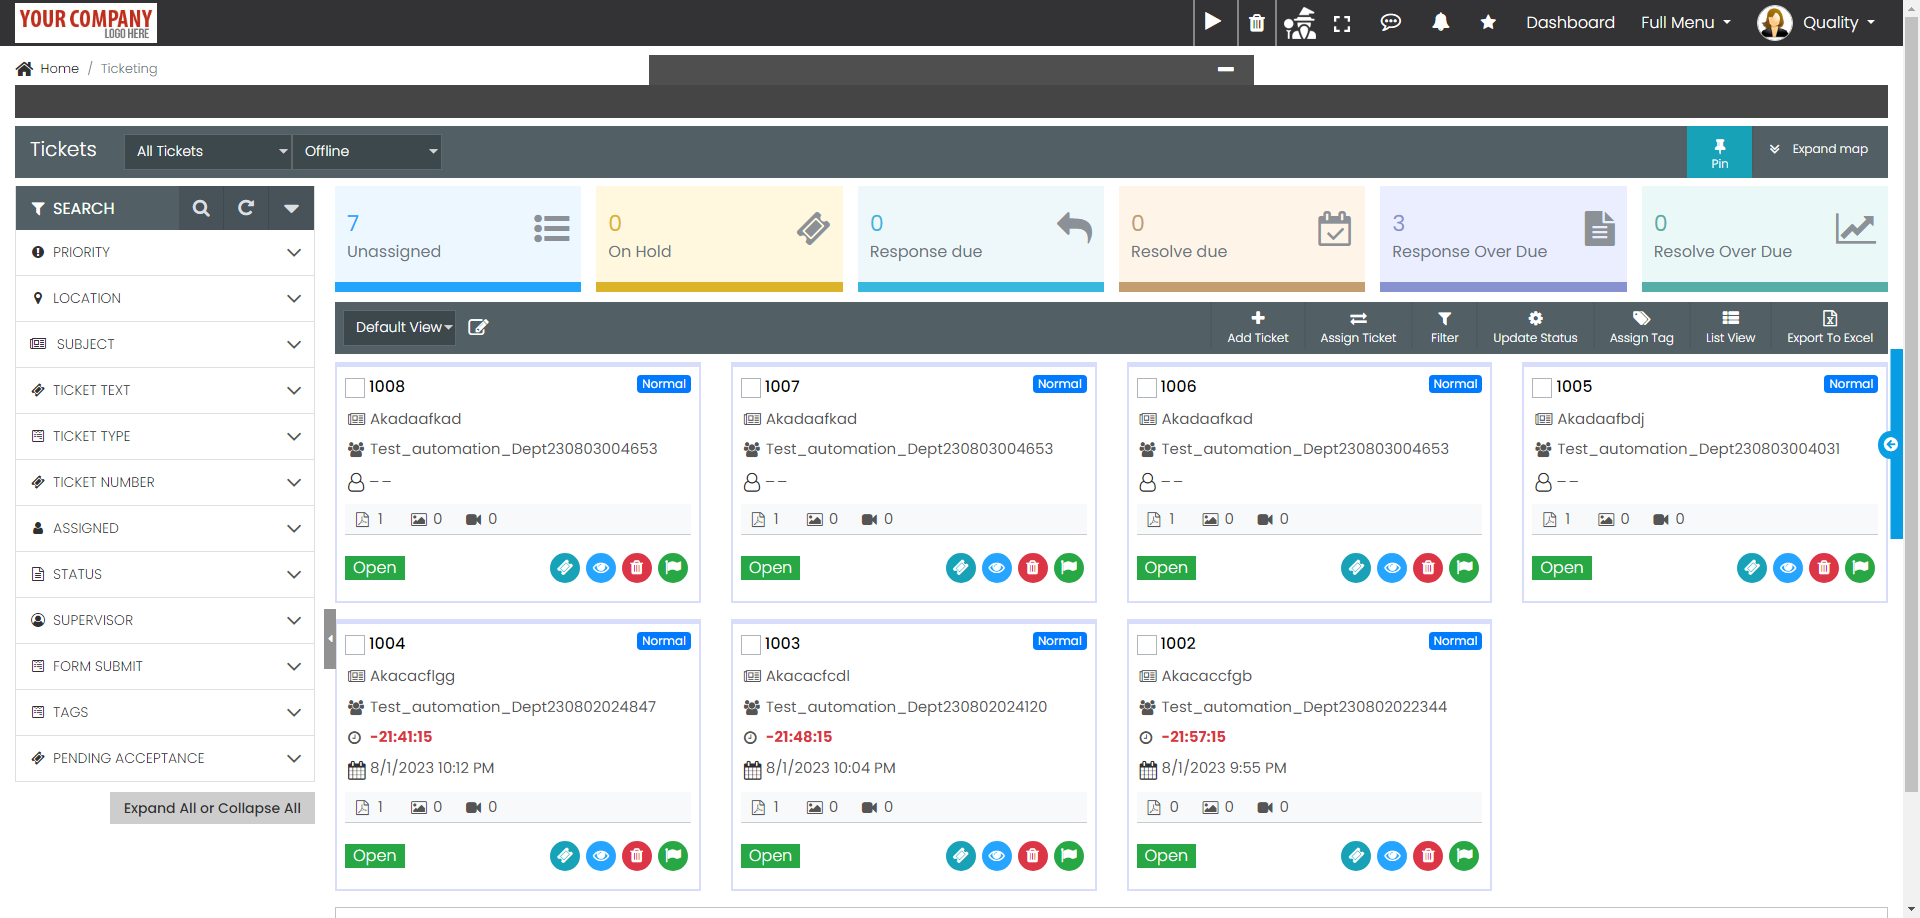 YOUR COMPANY
LOGO HERE
Dashboard
Full Menu
Quality
Home / Ticketing
Tickets
All Tickets
Offline
Pin
Expand map
SEARCH
PRIORITY
LOCATION
SUBJECT
TICKET TEXT
TICKET TYPE
TICKET NUMBER
ASSIGNED
STATUS
SUPERVISOR
FORM SUBMIT
TAGS
PENDING ACCEPTANCE
Expand All or Collapse All
7
Unassigned
0
On Hold
0
Response due
0
Resolve due
3
Response Over Due
0
Resolve Over Due
Default View
Add Ticket
Assign Ticket
Filter
Update Status
Assign Tag
List View
Export To Excel
1008
Normal
Akadaafkad
Test_automation_Dept230803004653
--
1 0 0
Open
1007
Normal
Akadaafkad
Test_automation_Dept230803004653
--
1 0 0
Open
1006
Normal
Akadaafkad
Test_automation_Dept230803004653
--
1 0 0
Open
1005
Normal
Akadaafbdj
Test_automation_Dept230803004031
--
1 0 0
Open
1004
Normal
Akacacflgg
Test_automation_Dept230802024847
-21:41:15
8/1/2023 10:12 PM
1 0 0
Open
1003
Normal
Akacacfcdl
Test_automation_Dept230802024120
-21:48:15
8/1/2023 10:04 PM
1 0 0
Open
1002
Normal
Akacaccfgb
Test_automation_Dept230802022344
-21:57:15
8/1/2023 9:55 PM
0 0 0
Open